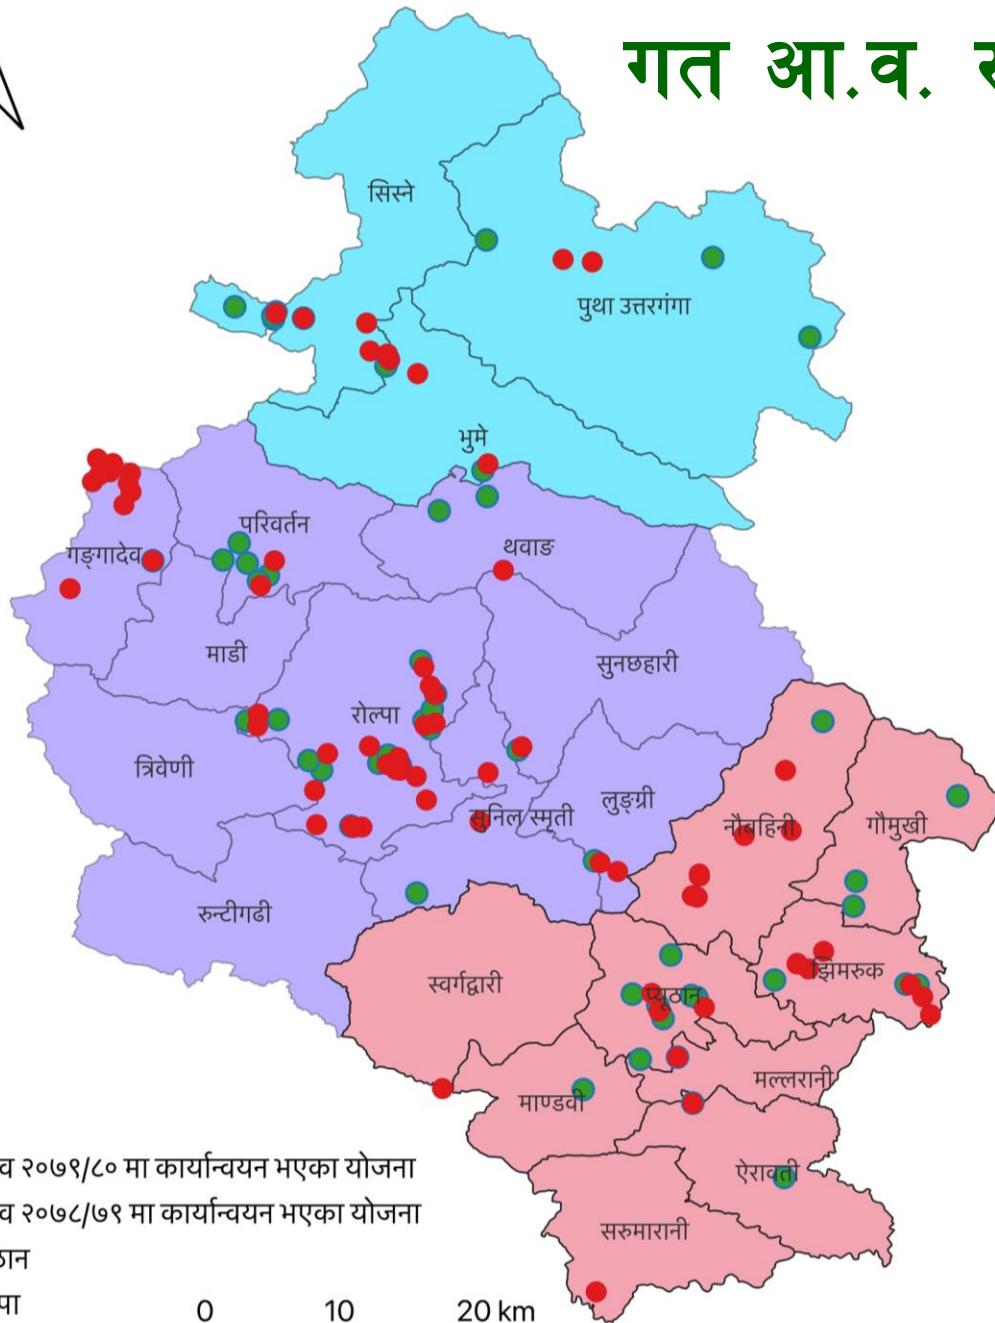 गत आ.व.
सिस्ने
पुथा उत्तरगंगा
भुमे
परिवर्तन
थवाङ
गङ्गादेव
माडी
सुनछहारी
रोल्पा
त्रिवेणी
लुङ्ग्री
सुनिल स्मृती
नौबहिनी
गौमुखी
रुन्टीगढी
झिमरुक
स्वर्गद्वारी
प्यूठान
मल्लरानी
माण्डवी
ऐरावती
व २०७९/८० मा कार्यान्वयन भएका योजना
व २०७८/७९ मा कार्यान्वयन भएका योजना
सरुमारानी
ठान
पा
0 10 20 km